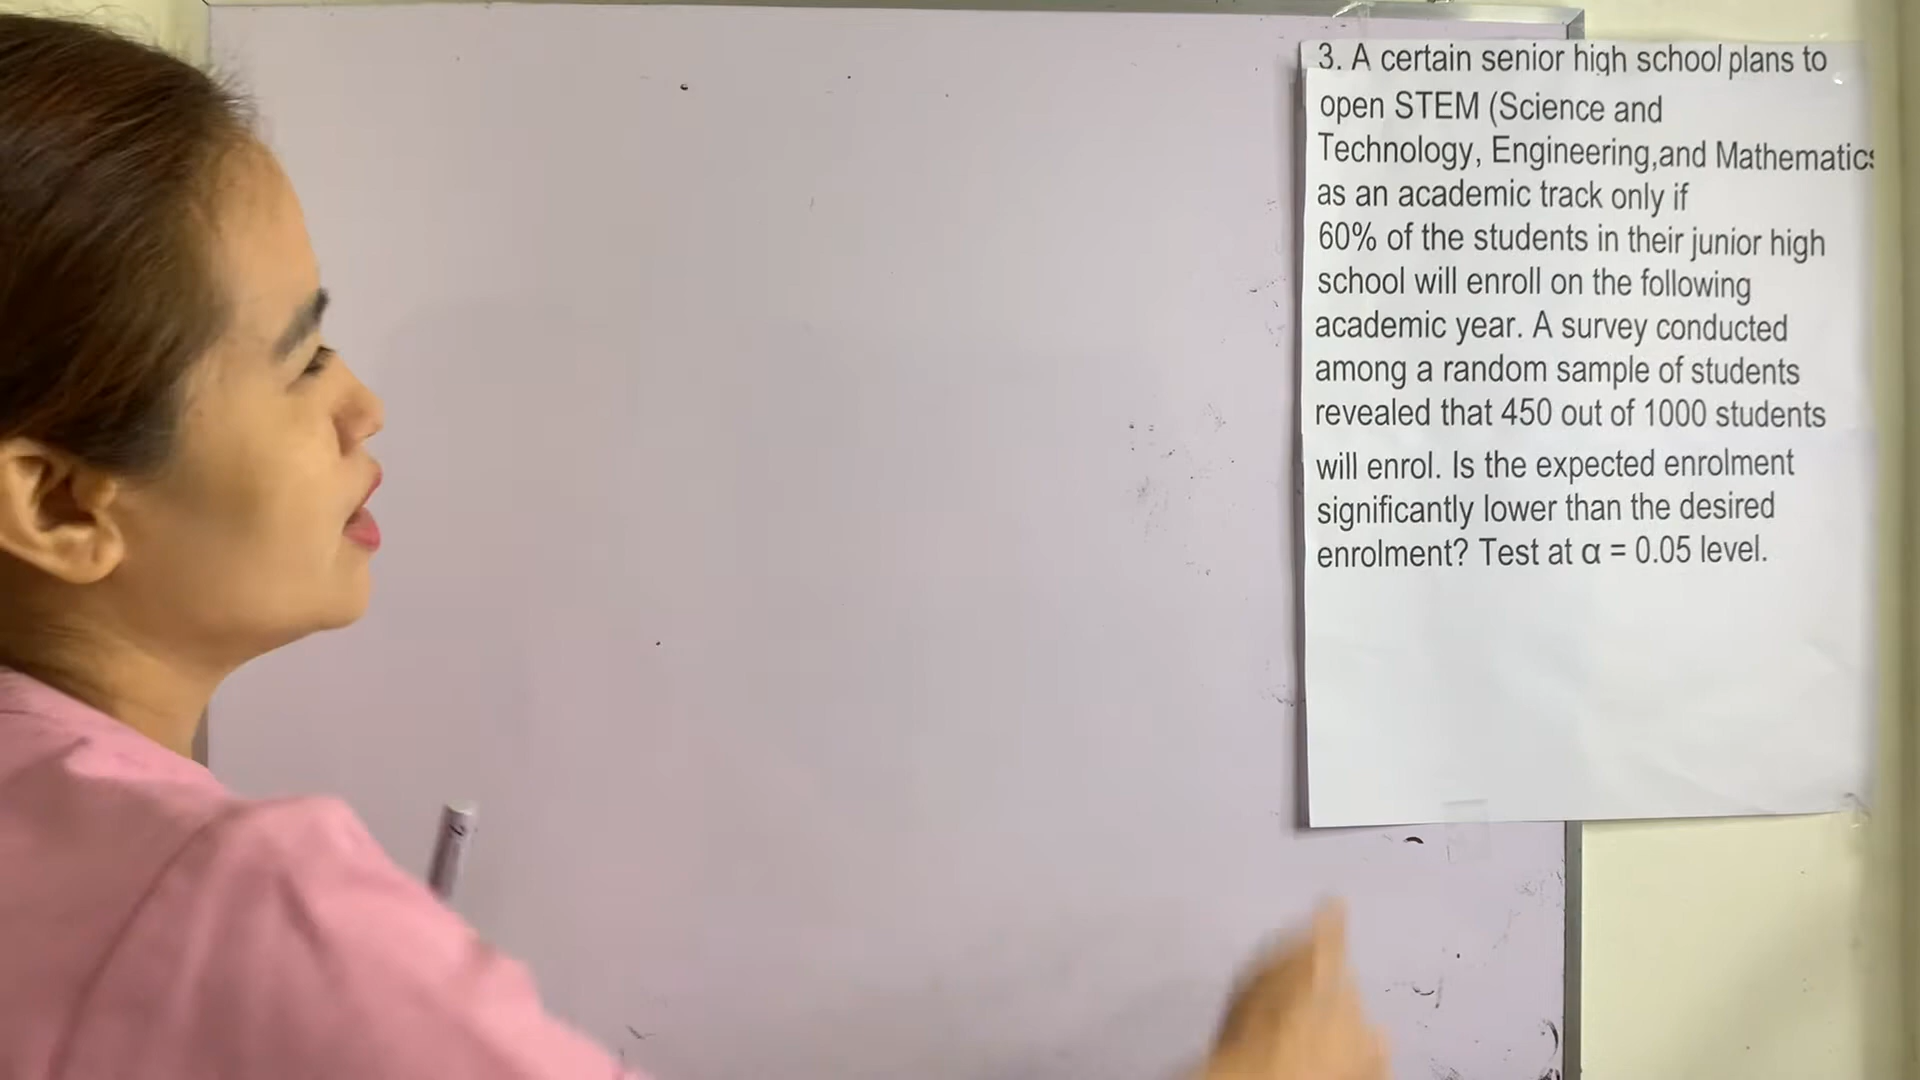 3. A certain senior high school plans to
open STEM (Science and
Technology, Engineering,and Mathematics
as an academic track only if
60% of the students in their junior high
school will enroll on the following
academic year. A survey conducted
among a random sample of students
revealed that 450 out of 1000 students
will enrol. Is the expected enrolment
significantly lower than the desired
enrolment? Test at α = 0.05 level.